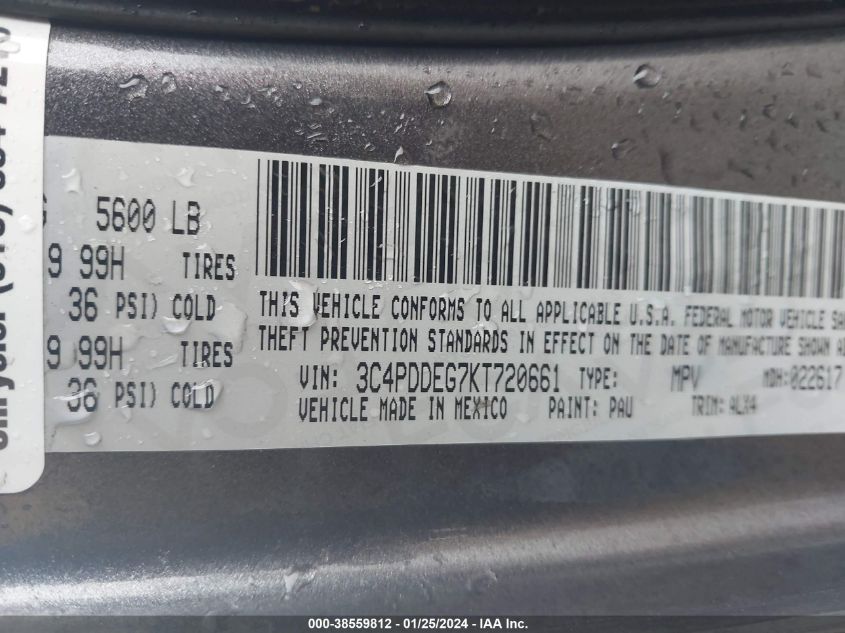 5600 LB
9 99H TIRES
36 PSI) COLD
9 99H TIRES
36 PSI) COLD
THIS VEHICLE CONFORMS TO ALL APPLICABLE U.S.A. FEDERAL MOTOR VEHICLE SA
THEFT PREVENTION STANDARDS IN EFFECT ON THE DATE OF MANUFACTURE SHOWN A
VIN: 3C4PDDEG7KT720661 TYPE: MPV MDH:022617
VEHICLE MADE IN MEXICO PAINT: PAU TRIM: ALX4
000-38559812 - 01/25/2024 - IAA Inc.